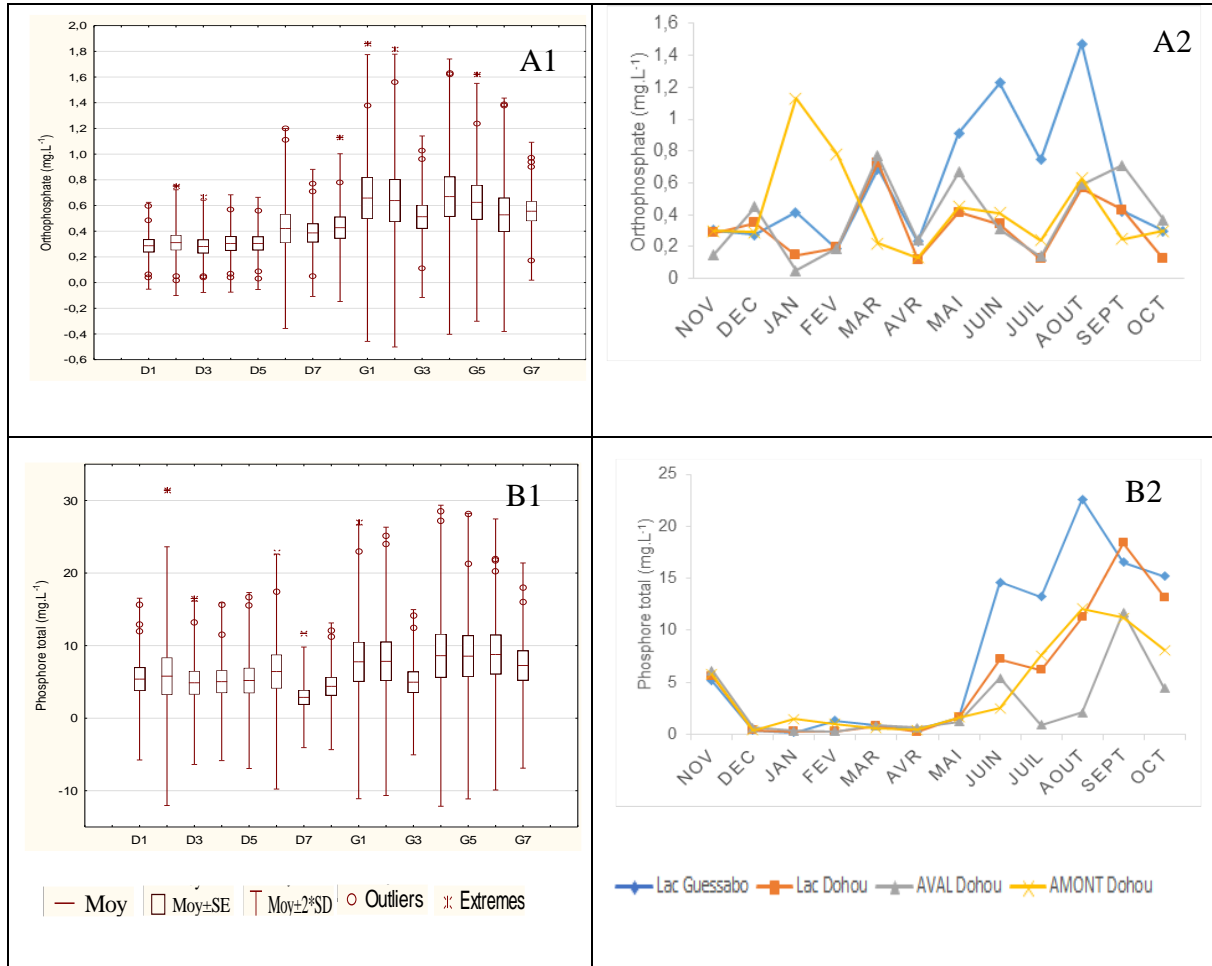 A1
Orthophosphate (mg.L⁻¹)
2,0
1,8
1,6
1,4
1,2
1,0
0,8
0,6
0,4
0,2
0,0
-0,2
-0,4
-0,6
D1 D3 D5 D7 G1 G3 G5 G7
A2
Orthophosphate (mg.L⁻¹)
1,6
1,4
1,2
1
0,8
0,6
0,4
0,2
0
NOV DEC JAN FEV MAR AVR MAI JUIN JUIL AOUT SEPT OCT
B1
Phosphore total (mg.L⁻¹)
30
20
10
0
-10
D1 D3 D5 D7 G1 G3 G5 G7
Moy Moy±SE Moy±2*SD Outliers Extremes
B2
Phosphore total (mg.L⁻¹)
25
20
15
10
5
0
NOV DEC JAN FEV MAR AVR MAI JUIN JUIL AOUT SEPT OCT
Lac Guessabo Lac Dohou AVAL Dohou AMONT Dohou